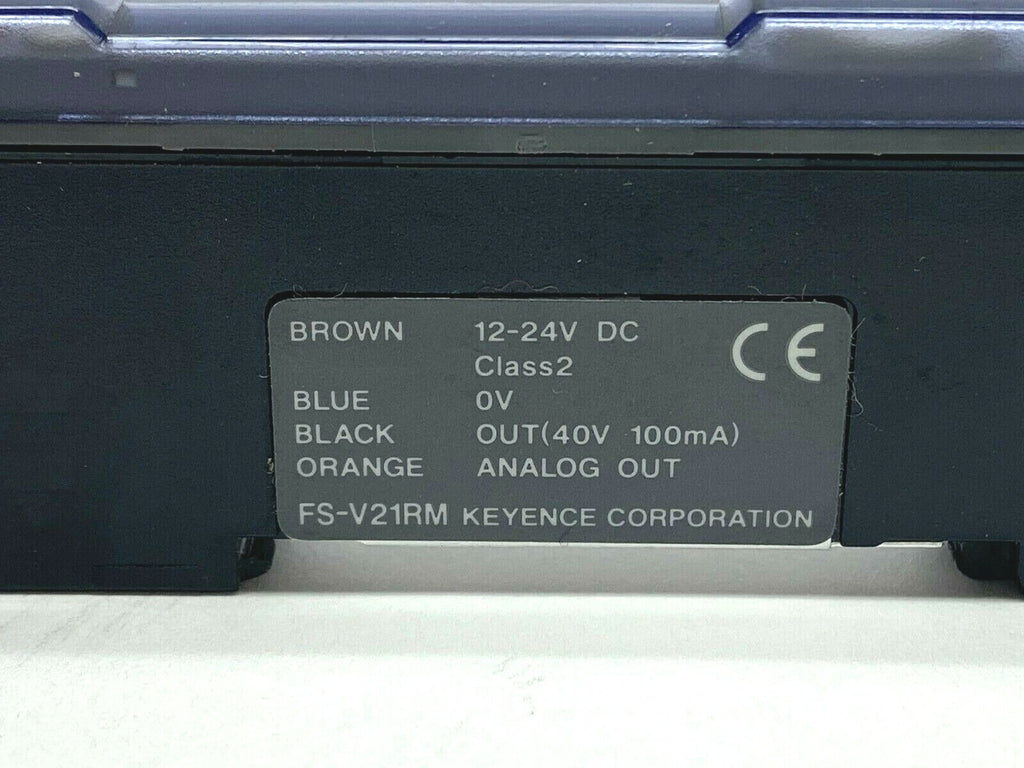 BROWN 12-24V DC CE
Class2
BLUE 0V
BLACK OUT(40V 100mA)
ORANGE ANALOG OUT
FS-V21RM KEYENCE CORPORATION